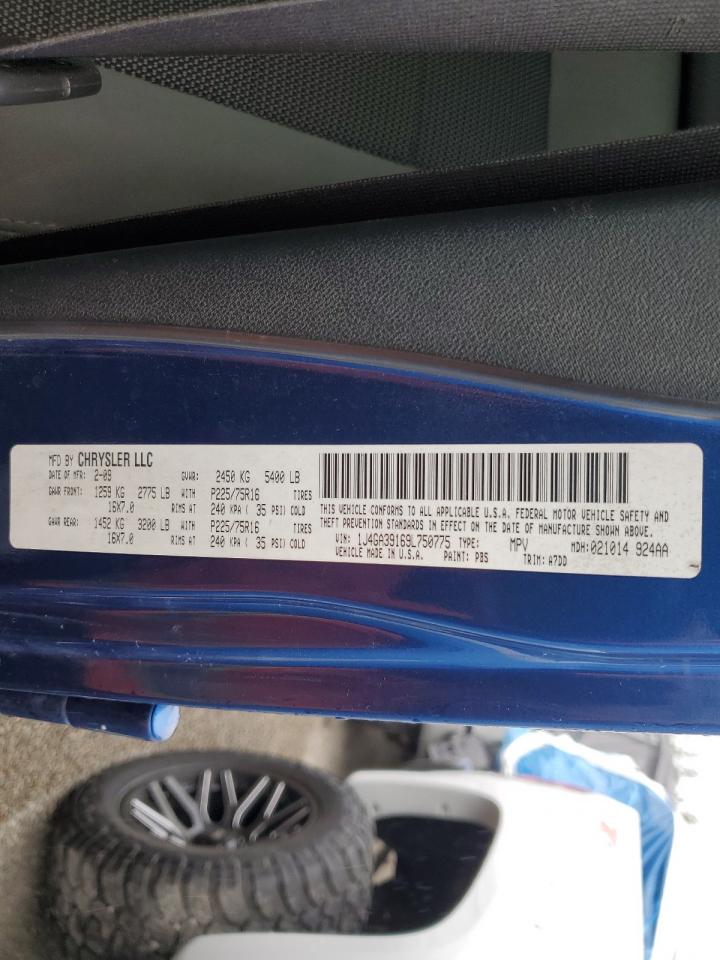 MFD BY CHRYSLER LLC
DATE OF MFR: 2-09 GVWR: 2450 KG 5400 LB
GAWR FRONT: 1259 KG 2775 LB WITH P225/75R16 TIRES
16X7.0 RIMS AT 240 KPA ( 35 PSI) COLD
GAWR REAR: 1452 KG 3200 LB WITH P225/75R16 TIRES
16X7.0 RIMS AT 240 KPA ( 35 PSI) COLD
THIS VEHICLE CONFORMS TO ALL APPLICABLE U.S.A. FEDERAL MOTOR VEHICLE SAFETY AND
THEFT PREVENTION STANDARDS IN EFFECT ON THE DATE OF MANUFACTURE SHOWN ABOVE.
VIN: 1J4GA39169L750775 TYPE: MPV MDH:021014 924AA
VEHICLE MADE IN U.S.A. PAINT: PBS TRIM: A7DD